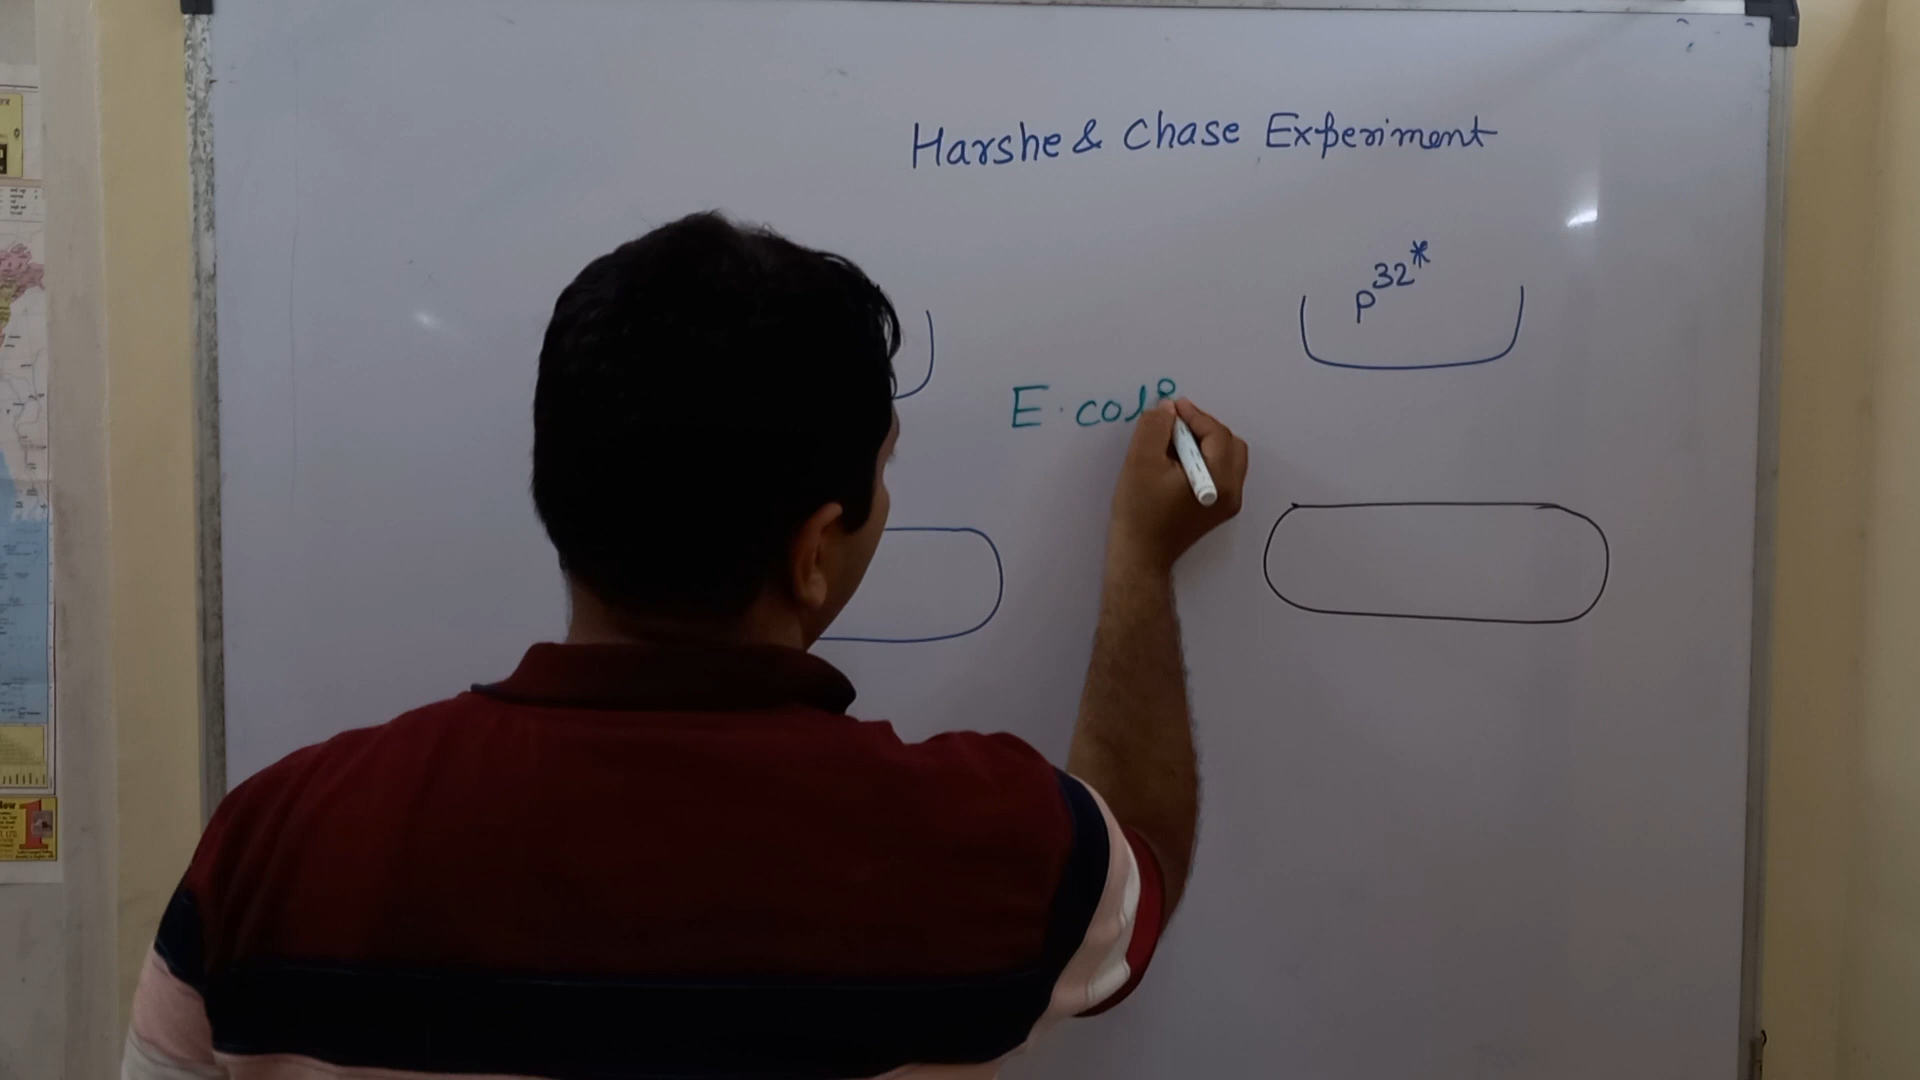 Harshe & Chase Experiment
P³²*
E. coli